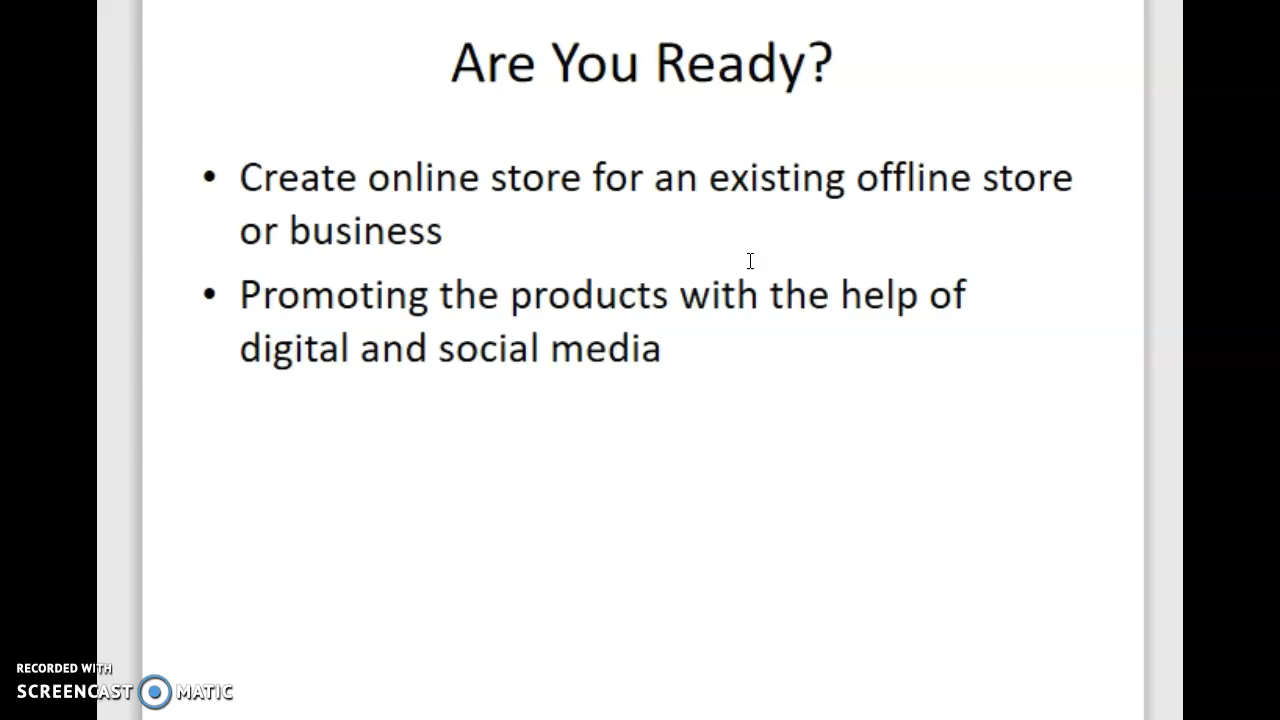 Are You Ready?
• Create online store for an existing offline store
or business
• Promoting the products with the help of
digital and social media
RECORDED WITH
SCREENCAST MATIC